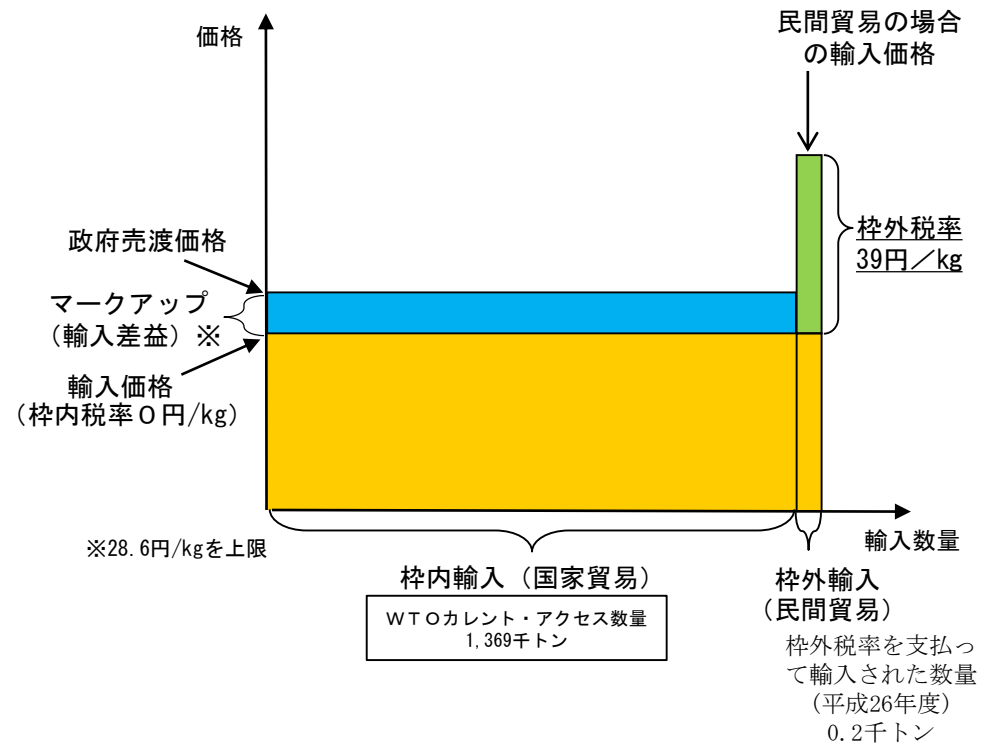 価格
民間貿易の場合
の輸入価格
政府売渡価格
マークアップ
（輸入差益）※
輸入価格
（枠内税率０円/kg）
枠外税率
39円／kg
輸入数量
※28.6円/kgを上限
枠内輸入（国家貿易）
ＷＴＯカレント・アクセス数量
1,369千トン
枠外輸入
（民間貿易）
枠外税率を支払っ
て輸入された数量
（平成26年度）
0.2千トン